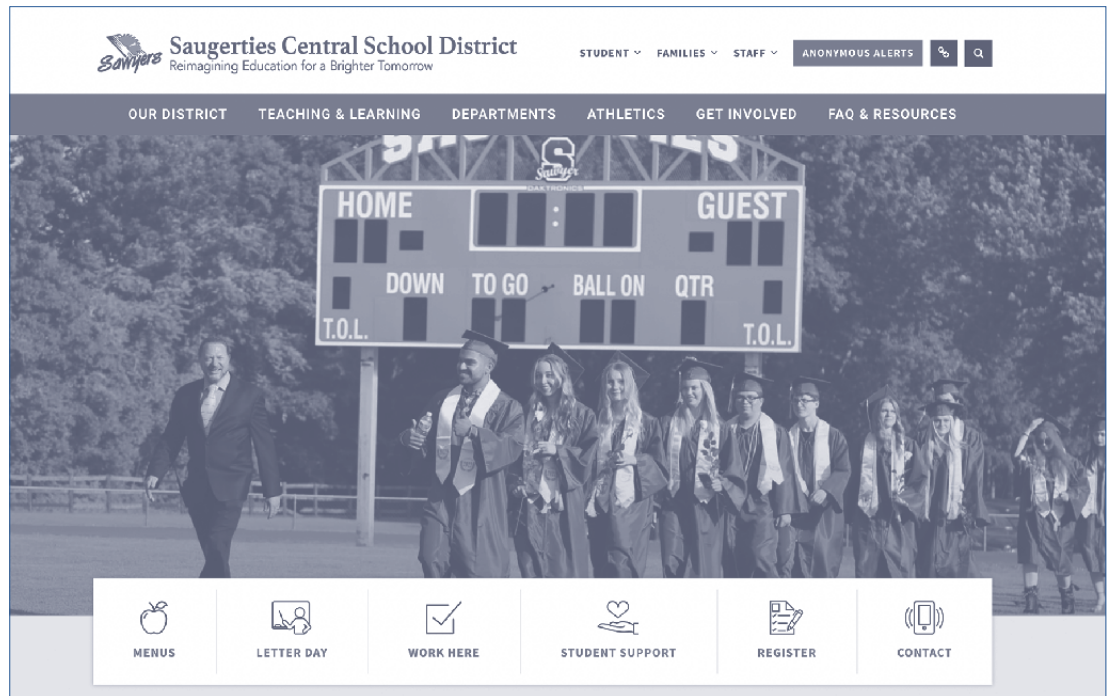 Sawyers
Saugerties Central School District
Reimagining Education for a Brighter Tomorrow
STUDENT
FAMILIES
STAFF
ANONYMOUS ALERTS
OUR DISTRICT
TEACHING & LEARNING
DEPARTMENTS
ATHLETICS
GET INVOLVED
FAQ & RESOURCES
S
Sawyer
DAKTRONICS
HOME
GUEST
DOWN
TO GO
BALL ON
QTR
T.O.L.
T.O.L.
MENUS
LETTER DAY
WORK HERE
STUDENT SUPPORT
REGISTER
CONTACT